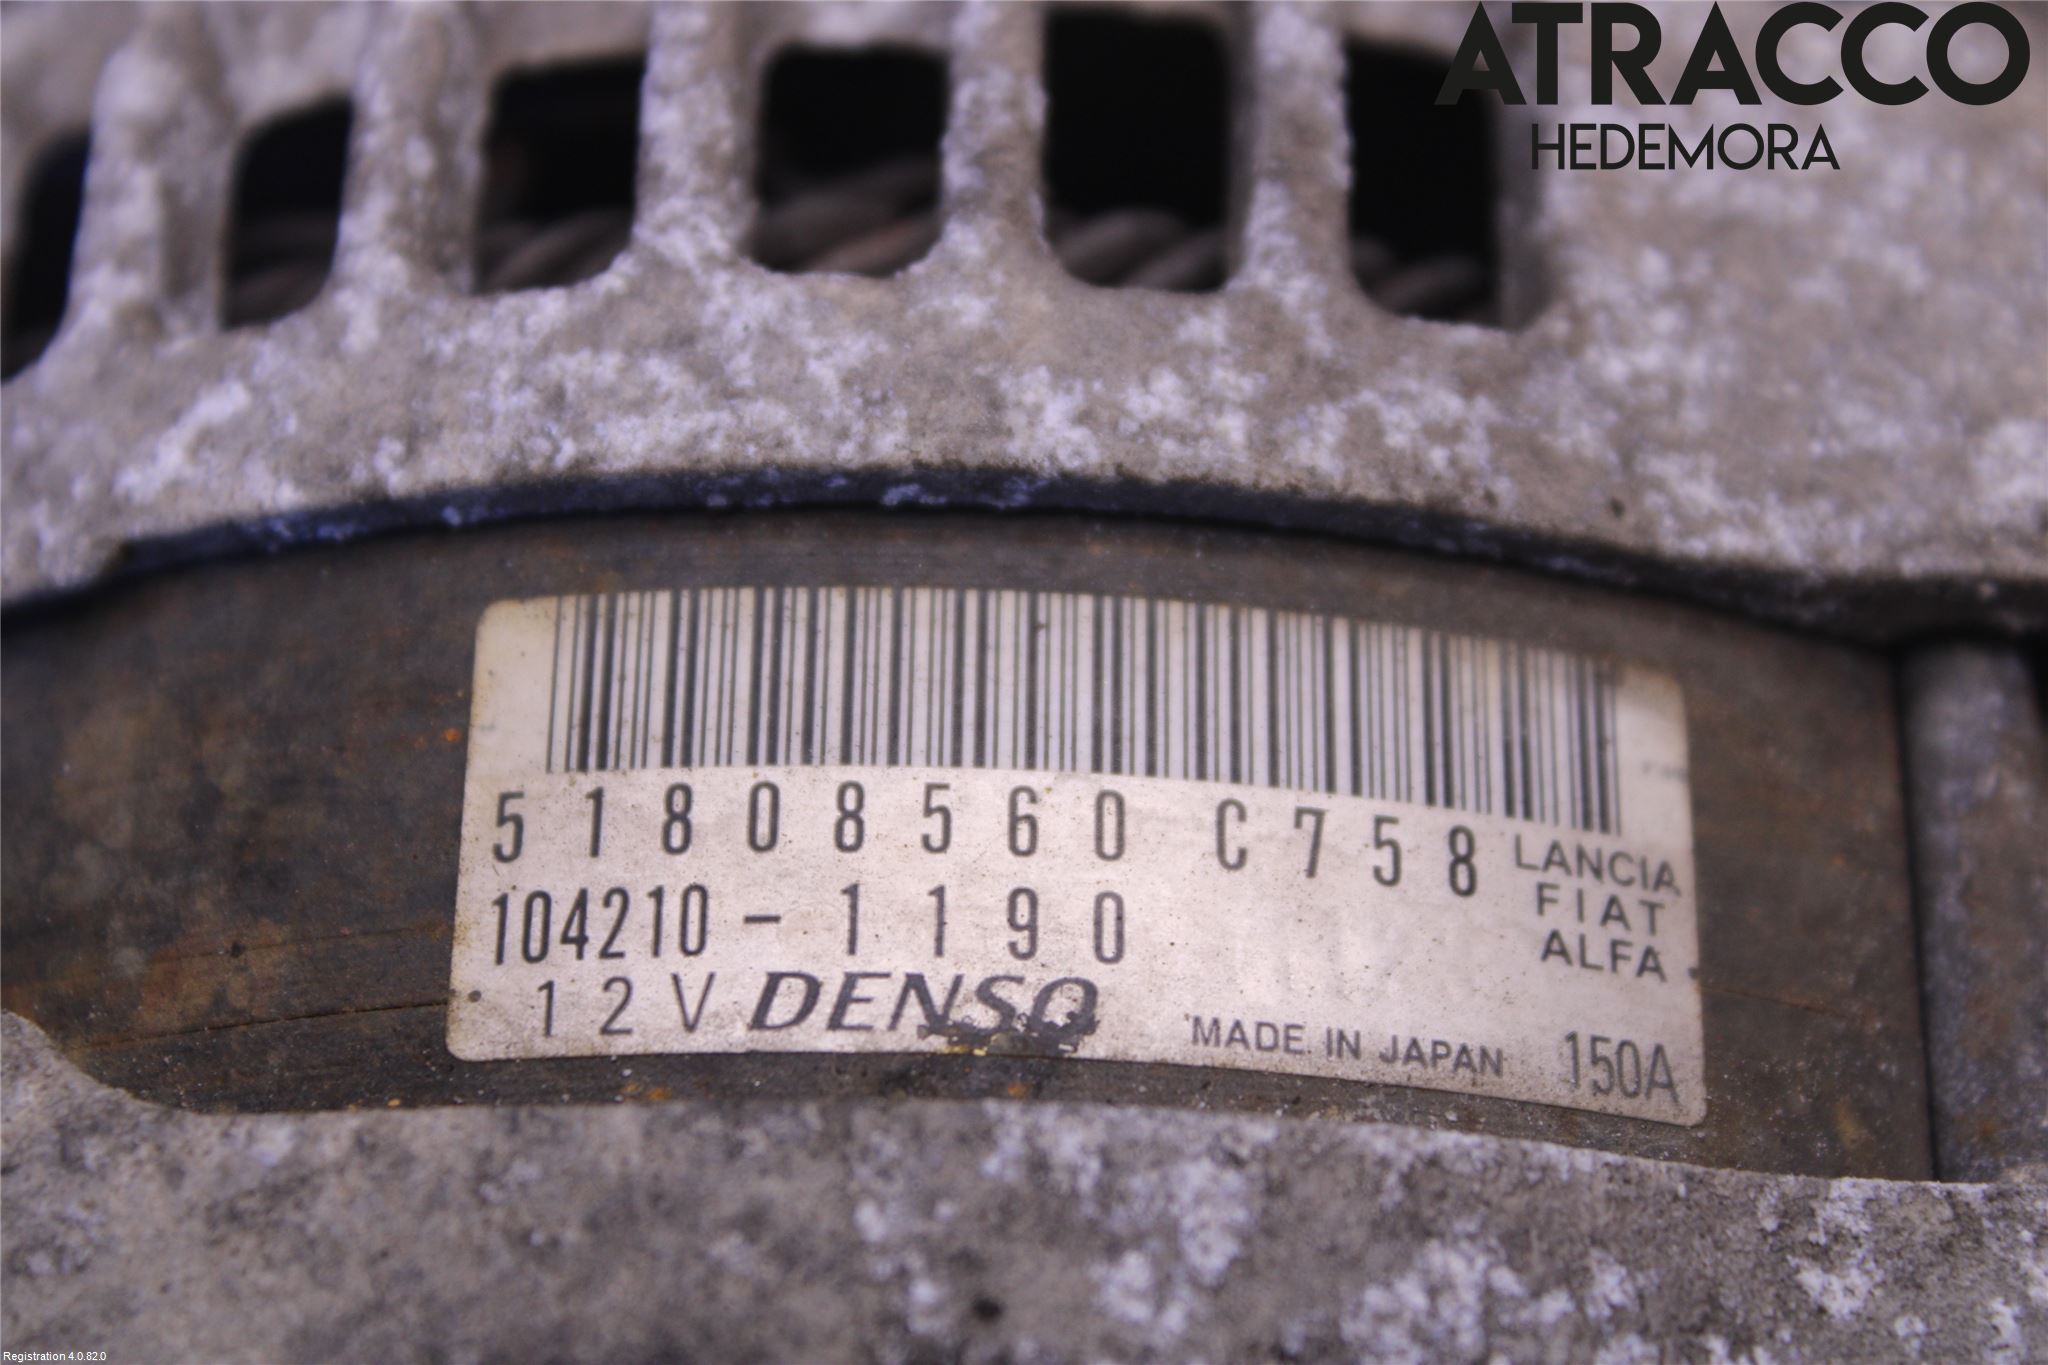 ATRACCO
HEDEMORA
51808560 C758
LANCIA
FIAT
ALFA
104210-1190
12V DENSO
MADE IN JAPAN 150A
Registration 4.0.82.0